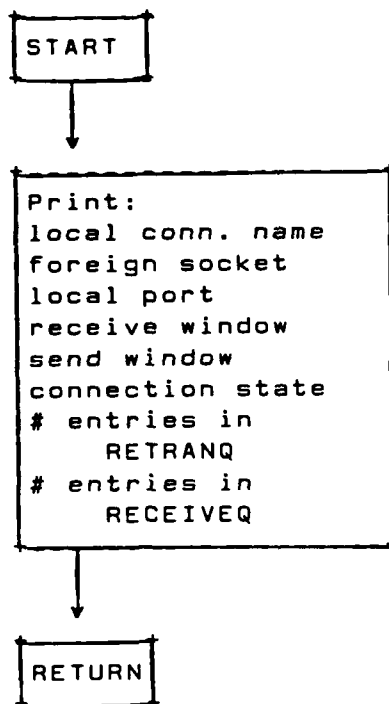 START
Print:
local conn. name
foreign socket
local port
receive window
send window
connection state
# entries in
RETRANQ
# entries in
RECEIVEQ
RETURN